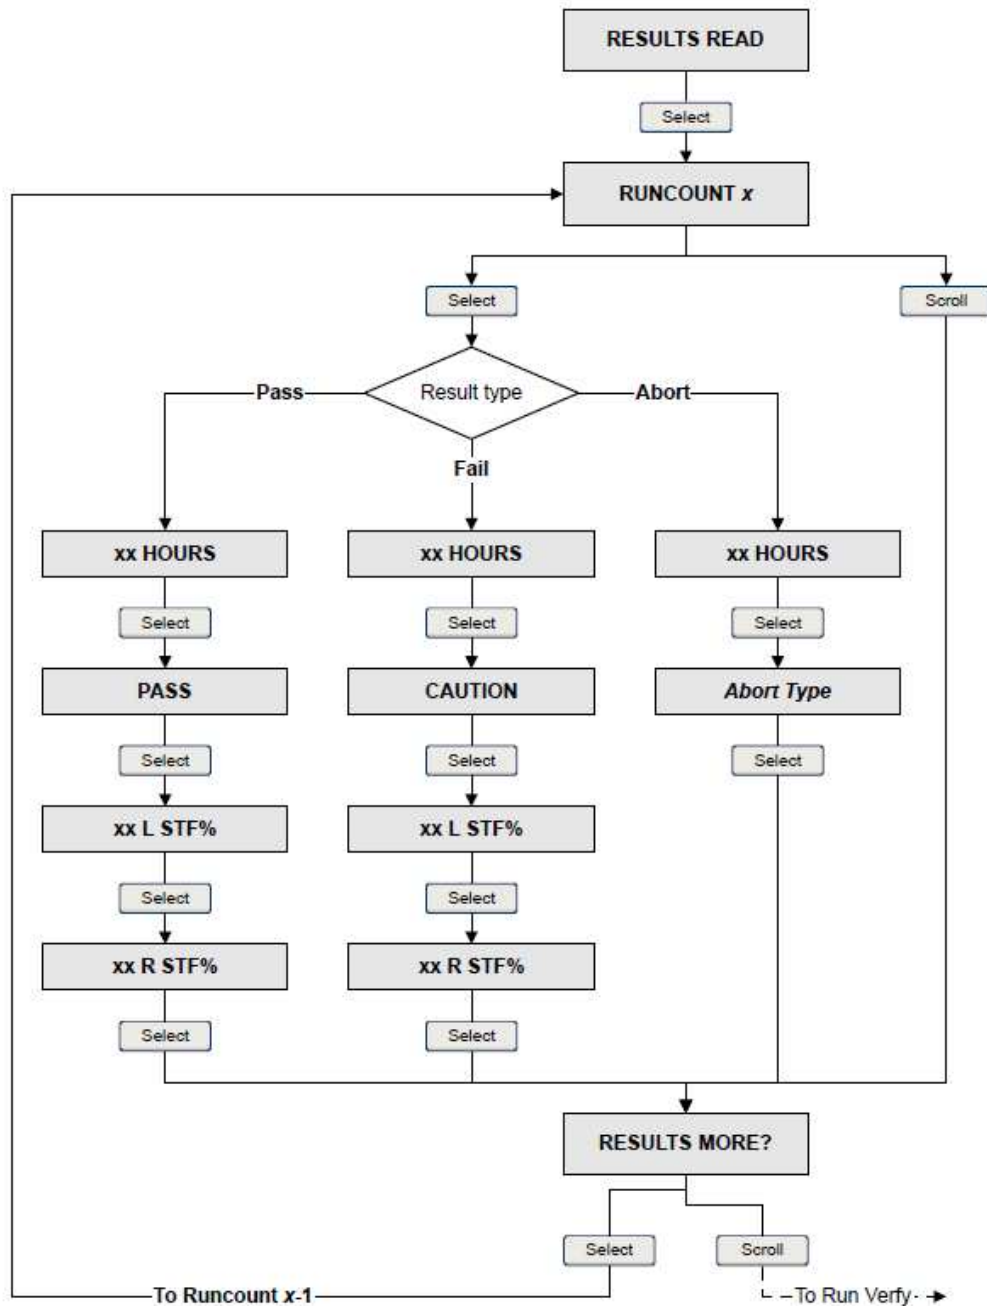 RESULTS READ
Select
RUNCOUNT x
Select
Scroll
Result type
Pass
Abort
Fail
xx HOURS
xx HOURS
xx HOURS
Select
Select
Select
PASS
CAUTION
Abort Type
Select
Select
Select
xx L STF%
xx L STF%
Select
Select
xx R STF%
xx R STF%
Select
Select
RESULTS MORE?
Select
Scroll
To Runcount x-1
To Run Verfy